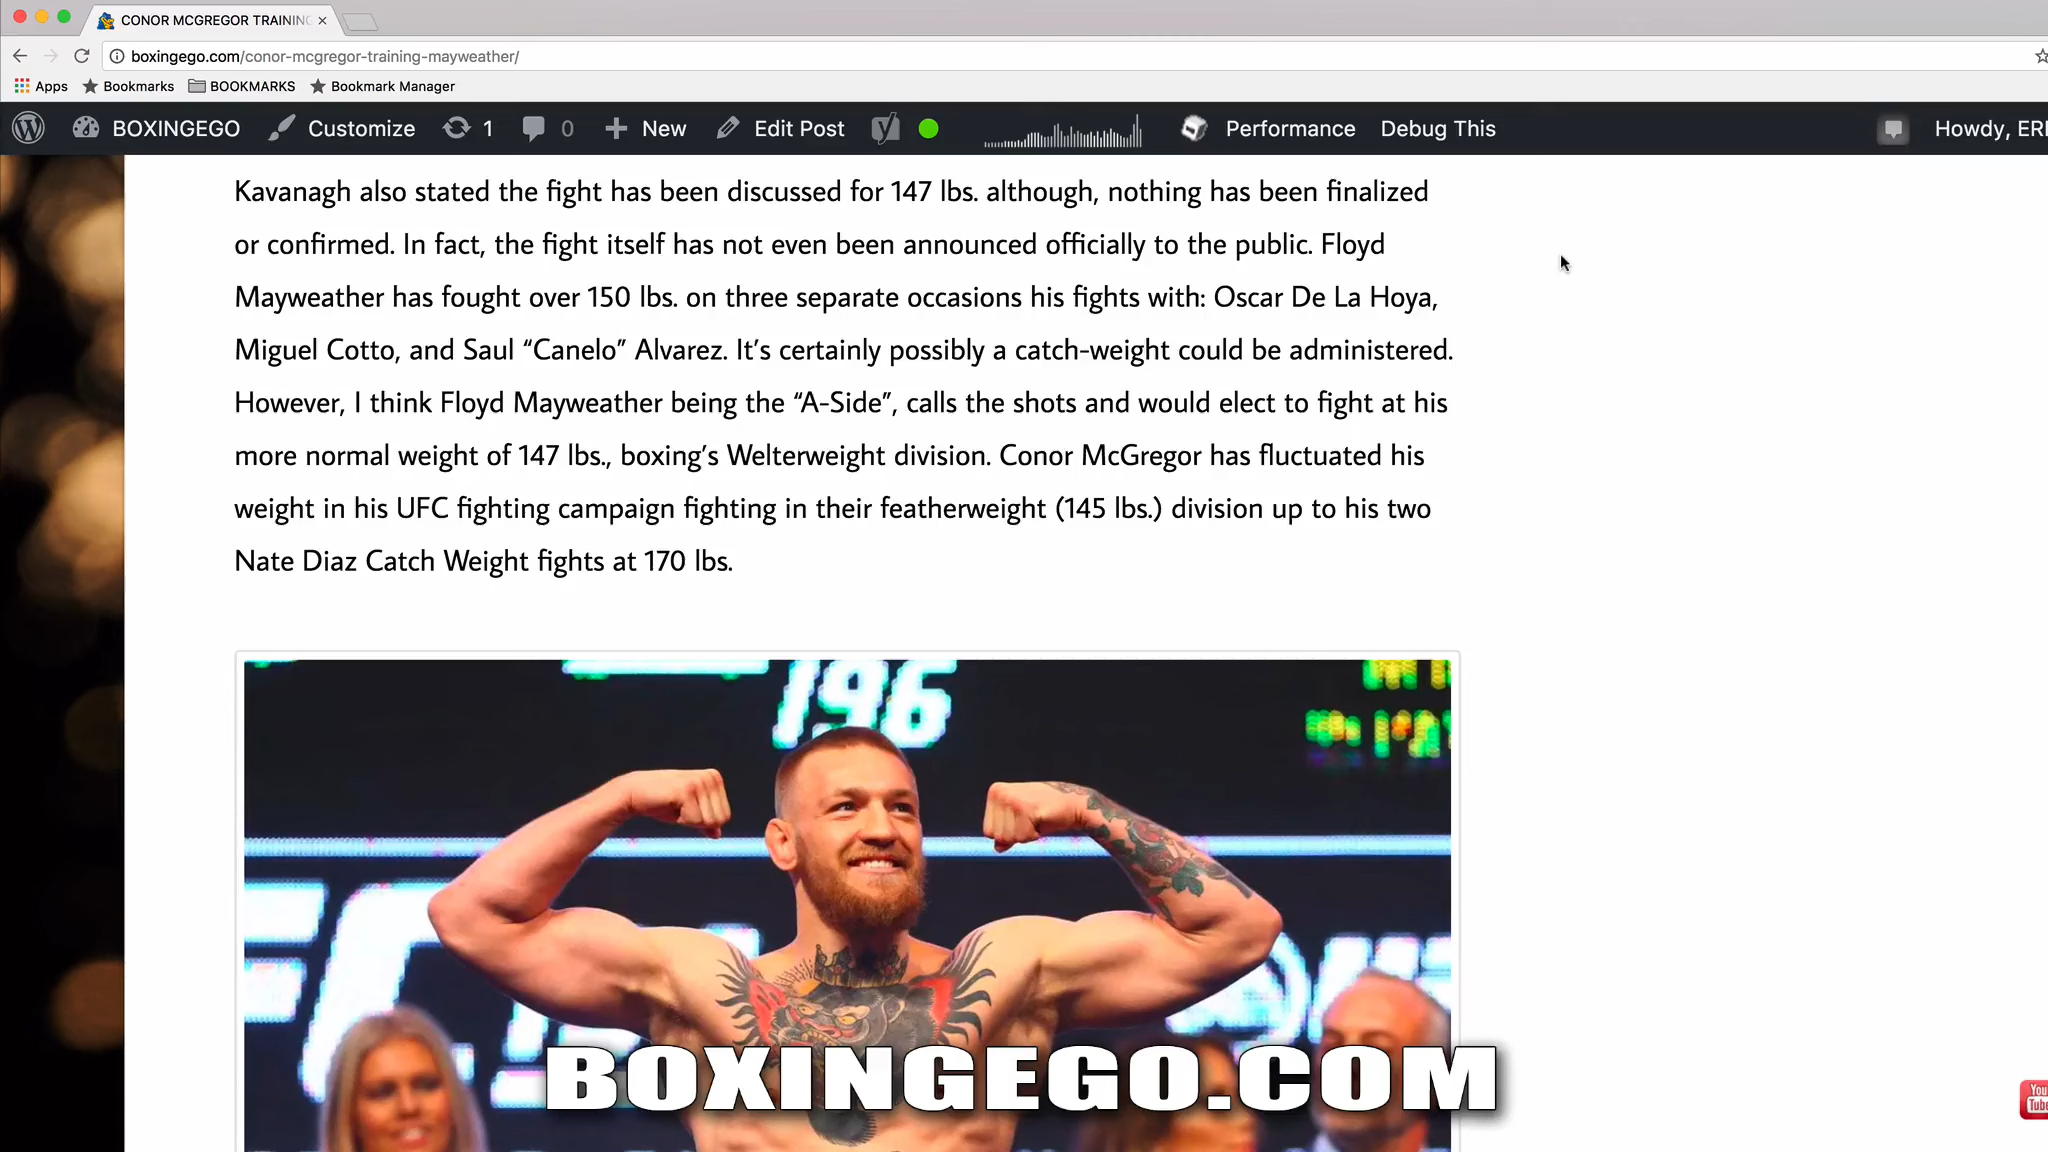 CONOR MCGREGOR TRAINING
boxingego.com/conor-mcgregor-training-mayweather/
Apps Bookmarks BOOKMARKS Bookmark Manager
BOXINGEGO Customize 1 0 New Edit Post Performance Debug This Howdy,
Kavanagh also stated the fight has been discussed for 147 lbs. although, nothing has been finalized
or confirmed. In fact, the fight itself has not even been announced officially to the public. Floyd
Mayweather has fought over 150 lbs. on three separate occasions his fights with: Oscar De La Hoya,
Miguel Cotto, and Saul “Canelo” Alvarez. It’s certainly possibly a catch-weight could be administered.
However, I think Floyd Mayweather being the “A-Side”, calls the shots and would elect to fight at his
more normal weight of 147 lbs., boxing’s Welterweight division. Conor McGregor has fluctuated his
weight in his UFC fighting campaign fighting in their featherweight (145 lbs.) division up to his two
Nate Diaz Catch Weight fights at 170 lbs.
196
BOXINGEGO.COM
You
Tube